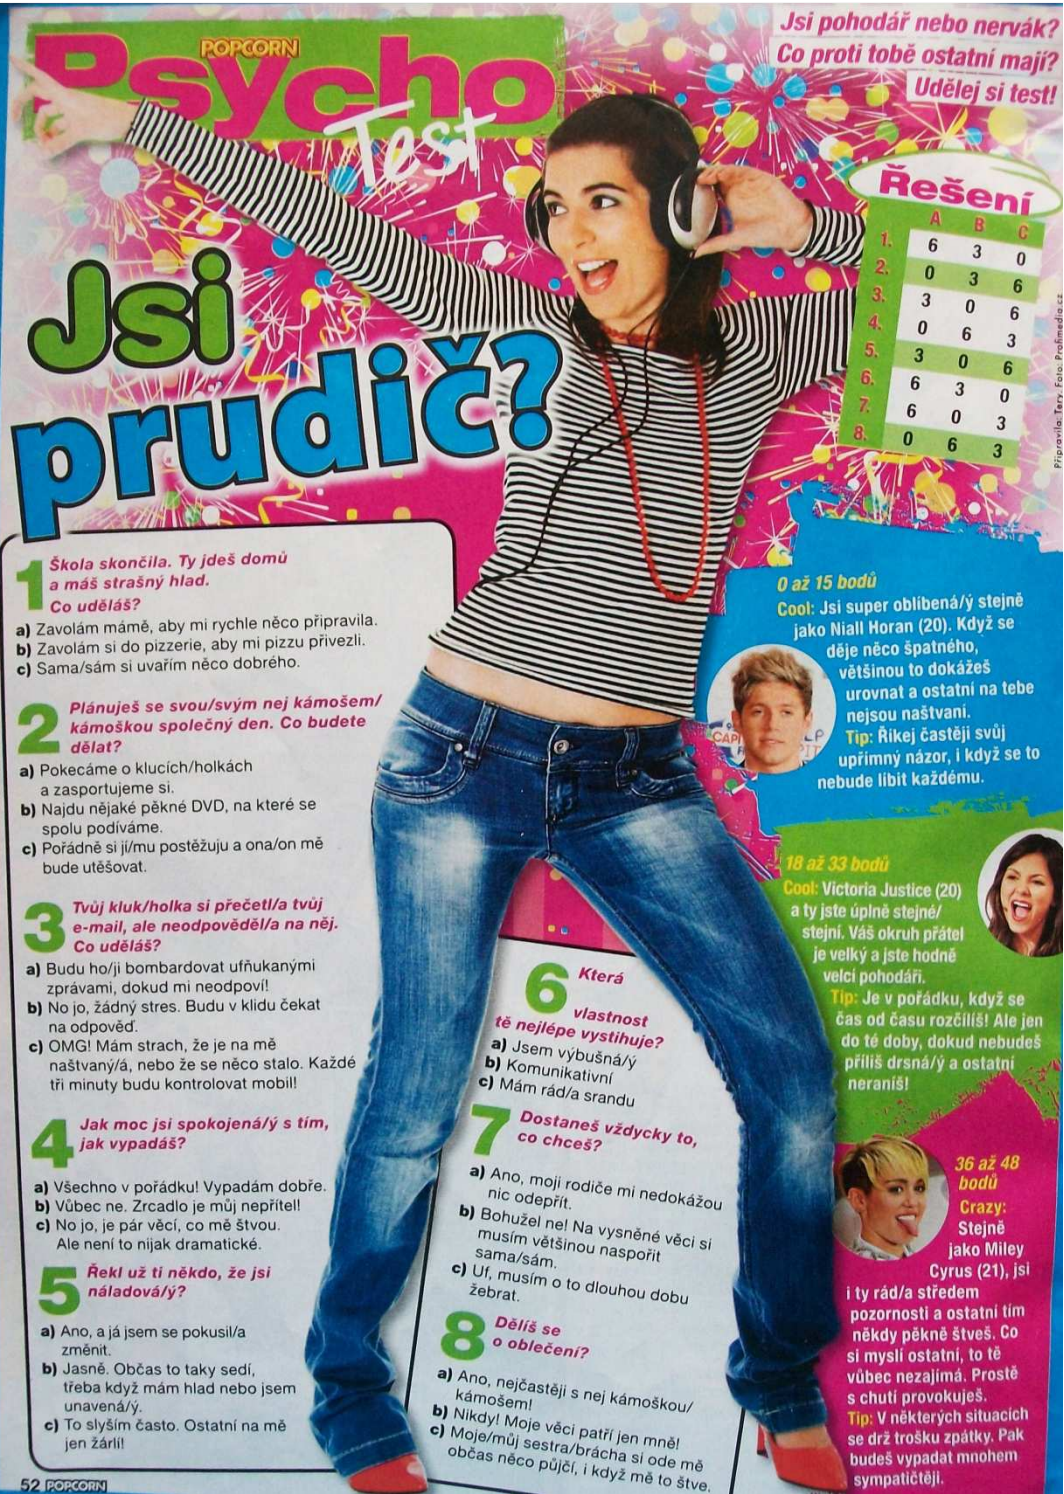 POPCORN
Psycho
Test
Jsi pohodář nebo nervák?
Co proti tobě ostatní mají?
Udělej si test!
Jsi
prudič?
Řešení
A B C
1. 6 3 0
2. 0 3 6
3. 3 0 6
4. 0 6 3
5. 3 0 6
6. 6 3 0
7. 6 0 3
8. 0 6 3
Připravila: Tery, Foto: Profimedia.cz
1 Škola skončila. Ty jdeš domů
a máš strašný hlad.
Co uděláš?
a) Zavolám mámě, aby mi rychle něco připravila.
b) Zavolám si do pizzerie, aby mi pizzu přivezli.
c) Sama/sám si uvařím něco dobrého.
2 Plánuješ se svou/svým nej kámošem/
kámoškou společný den. Co budete
dělat?
a) Pokecáme o klucích/holkách
a zasportujeme si.
b) Najdu nějaké pěkné DVD, na které se
spolu podíváme.
c) Pořádně si jí/mu postěžuju a ona/on mě
bude utěšovat.
3 Tvůj kluk/holka si přečetl/a tvůj
e-mail, ale neodpověděl/a na něj.
Co uděláš?
a) Budu ho/ji bombardovat ufňukanými
zprávami, dokud mi neodpoví!
b) No jo, žádný stres. Budu v klidu čekat
na odpověď.
c) OMG! Mám strach, že je na mě
naštvaný/á, nebo že se něco stalo. Každé
tři minuty budu kontrolovat mobil!
4 Jak moc jsi spokojená/ý s tím,
jak vypadáš?
a) Všechno v pořádku! Vypadám dobře.
b) Vůbec ne. Zrcadlo je můj nepřítel!
c) No jo, je pár věcí, co mě štvou.
Ale není to nijak dramatické.
5 Řekl už ti někdo, že jsi
náladová/ý?
a) Ano, a já jsem se pokusil/a
změnit.
b) Jasně. Občas to taky sedí,
třeba když mám hlad nebo jsem
unavená/ý.
c) To slyším často. Ostatní na mě
jen žárlí!
6 Která
vlastnost
tě nejlépe vystihuje?
a) Jsem výbušná/ý
b) Komunikativní
c) Mám rád/a srandu
7 Dostaneš vždycky to,
co chceš?
a) Ano, moji rodiče mi nedokážou
nic odepřít.
b) Bohužel ne! Na vysněné věci si
musím většinou naspořit
sama/sám.
c) Uf, musím o to dlouhou dobu
žebrat.
8 Dělíš se
o oblečení?
a) Ano, nejčastěji s nej kámoškou/
kámošem!
b) Nikdy! Moje věci patří jen mně!
c) Moje/můj sestra/brácha si ode mě
občas něco půjčí, i když mě to štve.
0 až 15 bodů
Cool: Jsi super oblíbená/ý stejně
jako Niall Horan (20). Když se
děje něco špatného,
většinou to dokážeš
urovnat a ostatní na tebe
nejsou naštvaní.
Tip: Říkej častěji svůj
upřímný názor, i když se to
nebude líbit každému.
18 až 33 bodů
Cool: Victoria Justice (20)
a ty jste úplně stejné/
stejní. Váš okruh přátel
je velký a jste hodně
velcí pohodáři.
Tip: Je v pořádku, když se
čas od času rozčílíš! Ale jen
do té doby, dokud nebudeš
příliš drsná/ý a ostatní
neraníš!
36 až 48
bodů
Crazy:
Stejně
jako Miley
Cyrus (21), jsi
i ty rád/a středem
pozornosti a ostatní tím
někdy pěkně štveš. Co
si myslí ostatní, to tě
vůbec nezajímá. Prostě
s chutí provokuješ.
Tip: V některých situacích
se drž trošku zpátky. Pak
budeš vypadat mnohem
sympatičtěji.
52 POPCORN